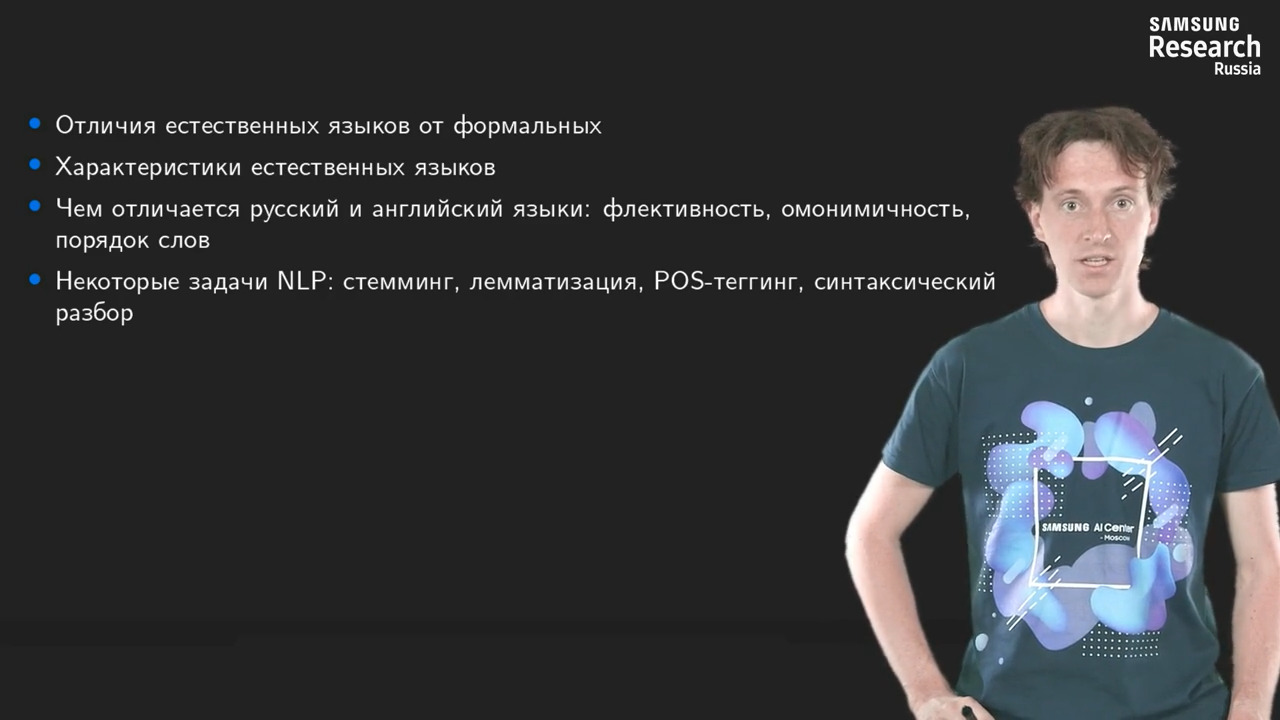 SAMSUNG
Research
Russia
• Отличия естественных языков от формальных
• Характеристики естественных языков
• Чем отличается русский и английский языки: флективность, омонимичность,
порядок слов
• Некоторые задачи NLP: стемминг, лемматизация, POS-теггинг, синтаксический
разбор
SAMSUNG AI Center
- Moscow